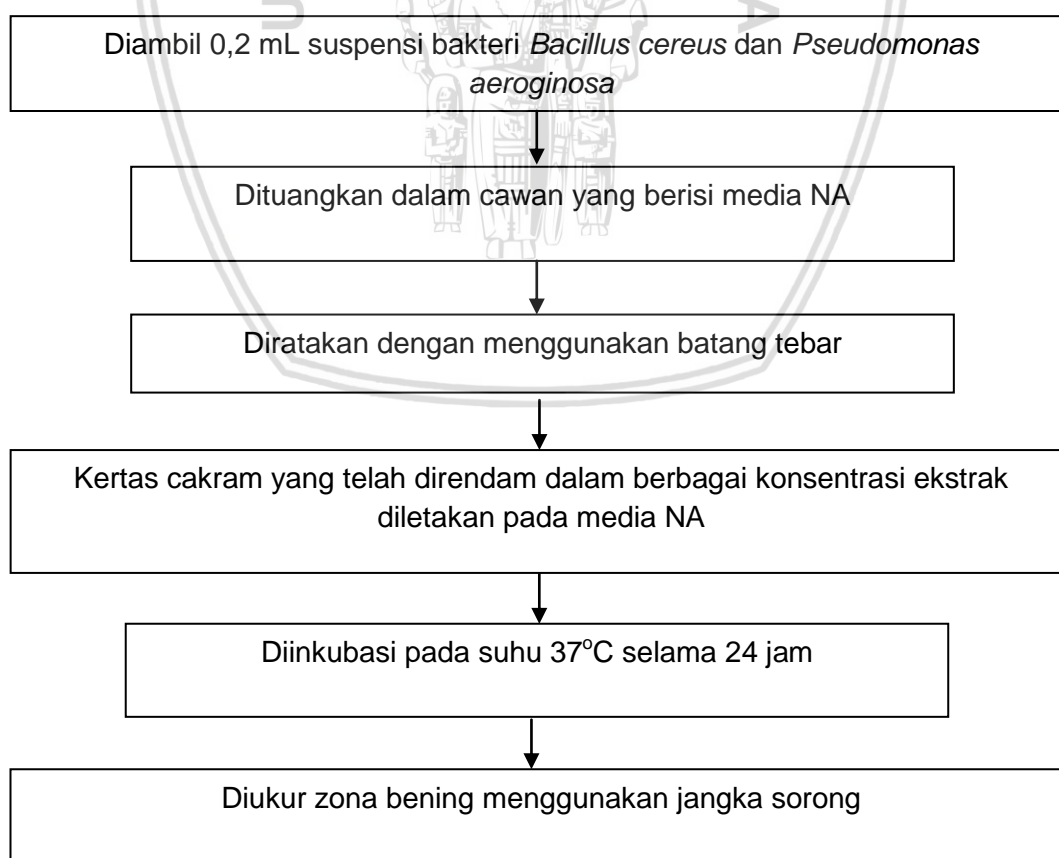 Diambil 0,2 mL suspensi bakteri Bacillus cereus dan Pseudomonas
aeroginosa
Dituangkan dalam cawan yang berisi media NA
Diratakan dengan menggunakan batang tebar
Kertas cakram yang telah direndam dalam berbagai konsentrasi ekstrak
diletakan pada media NA
Diinkubasi pada suhu 37°C selama 24 jam
Diukur zona bening menggunakan jangka sorong